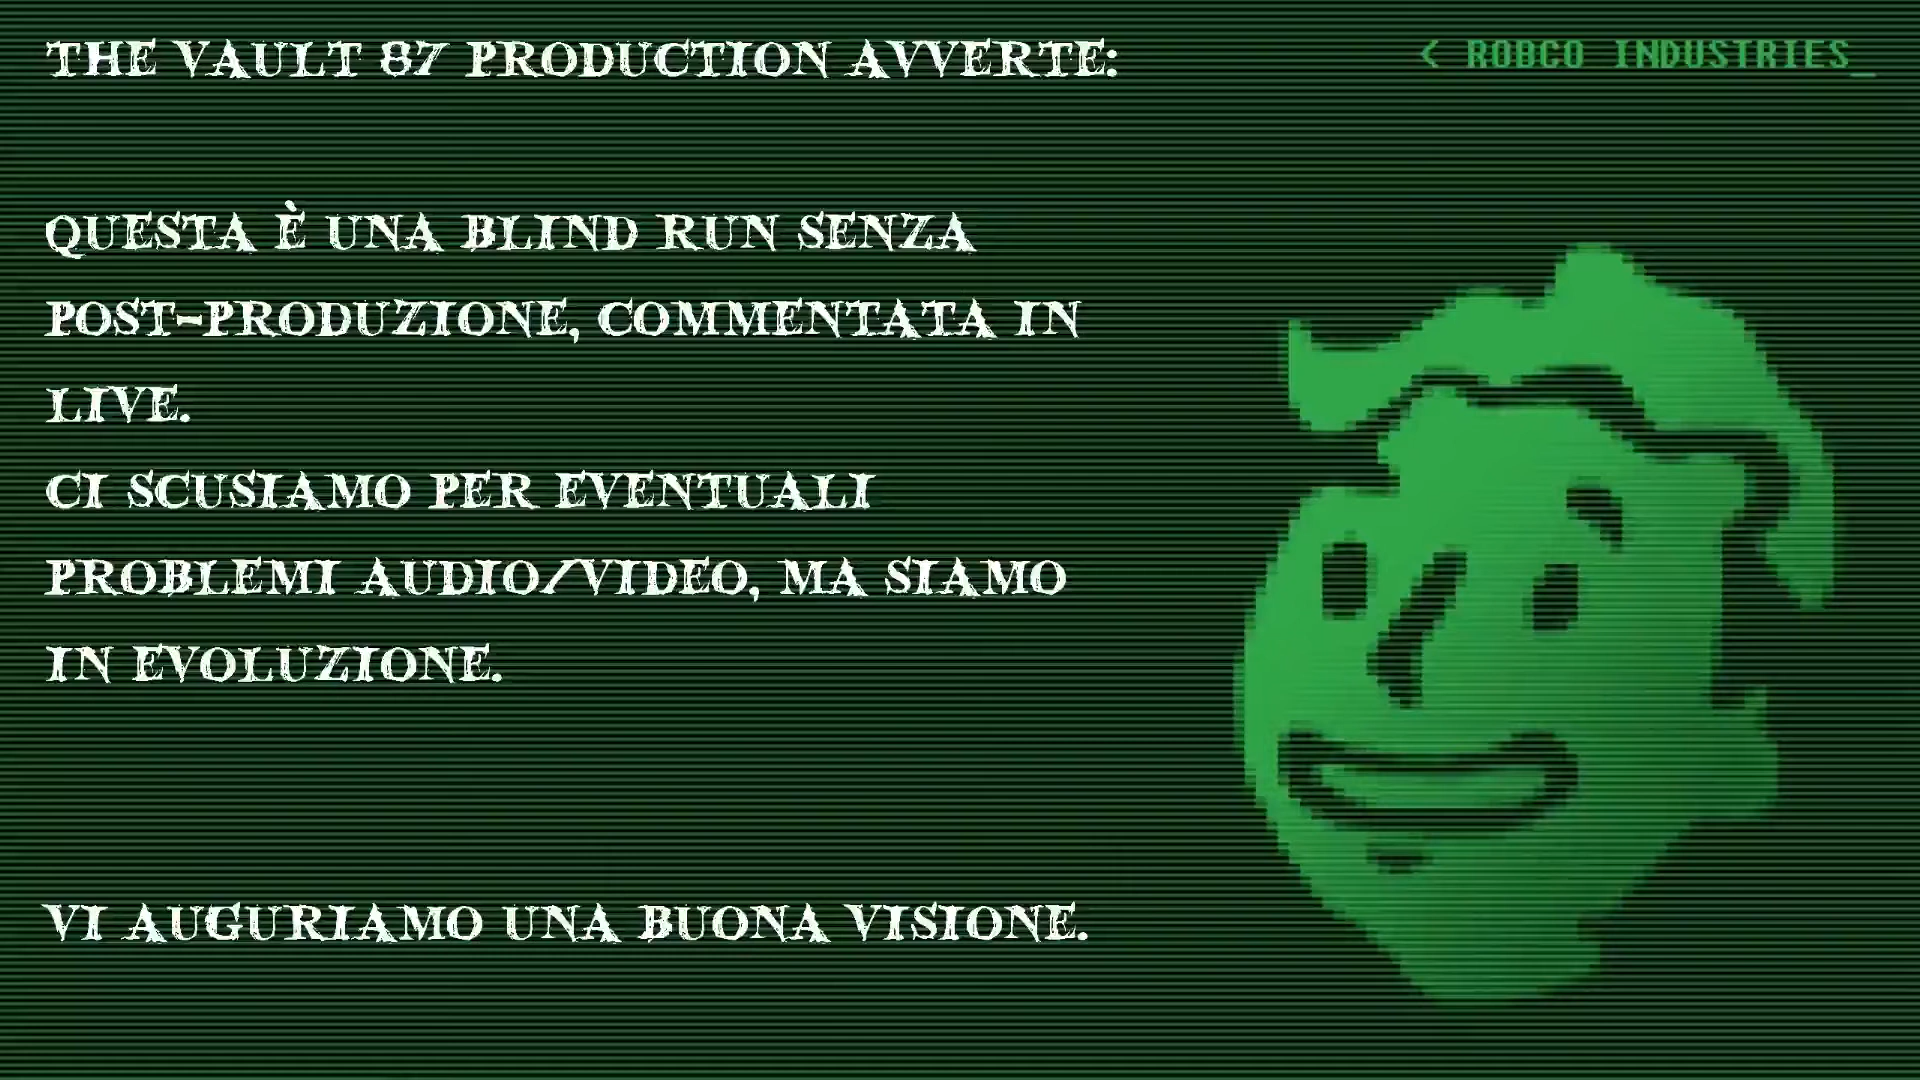 THE VAULT 87 PRODUCTION AVVERTE:
< ROBCO INDUSTRIES_
QUESTA È UNA BLIND RUN SENZA
POST-PRODUZIONE, COMMENTATA IN
LIVE.
CI SCUSIAMO PER EVENTUALI
PROBLEMI AUDIO/VIDEO, MA SIAMO
IN EVOLUZIONE.
VI AUGURIAMO UNA BUONA VISIONE.